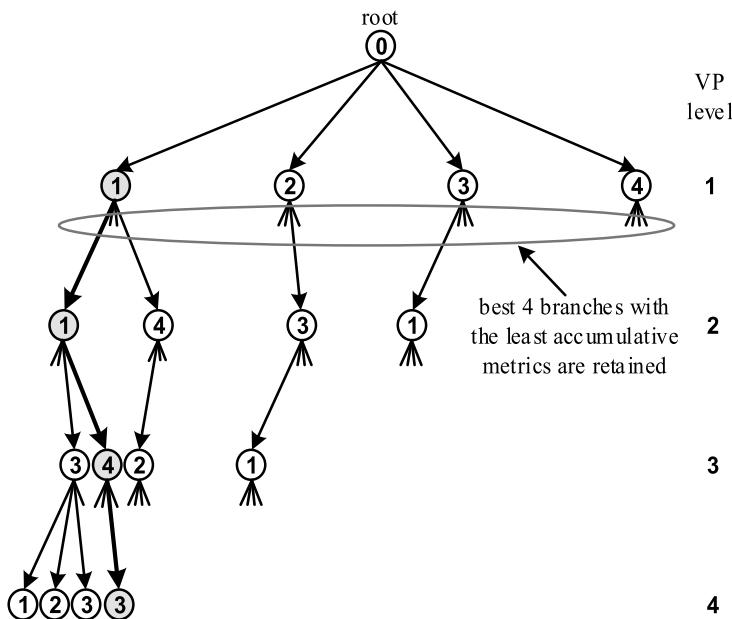 root
0
VP
level
1 2 3 4 1
best 4 branches with
the least accumulative
metrics are retained
1 4 3 1 2
3 4 2 1 3
1 2 3 3 4